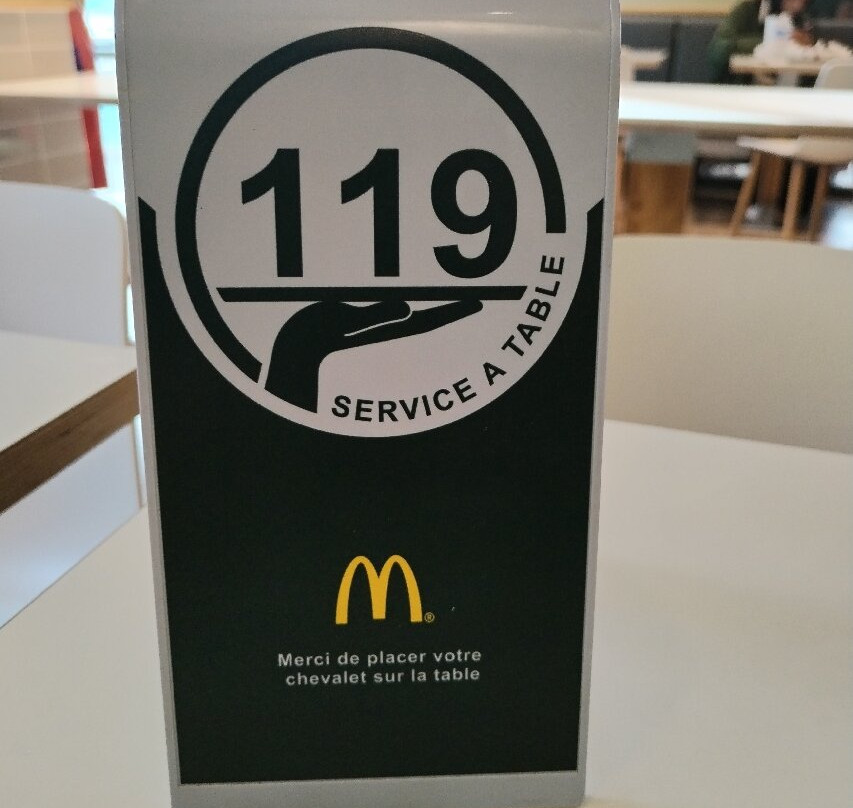 119
SERVICE A TABLE
M®
Merci de placer votre
chevalet sur la table